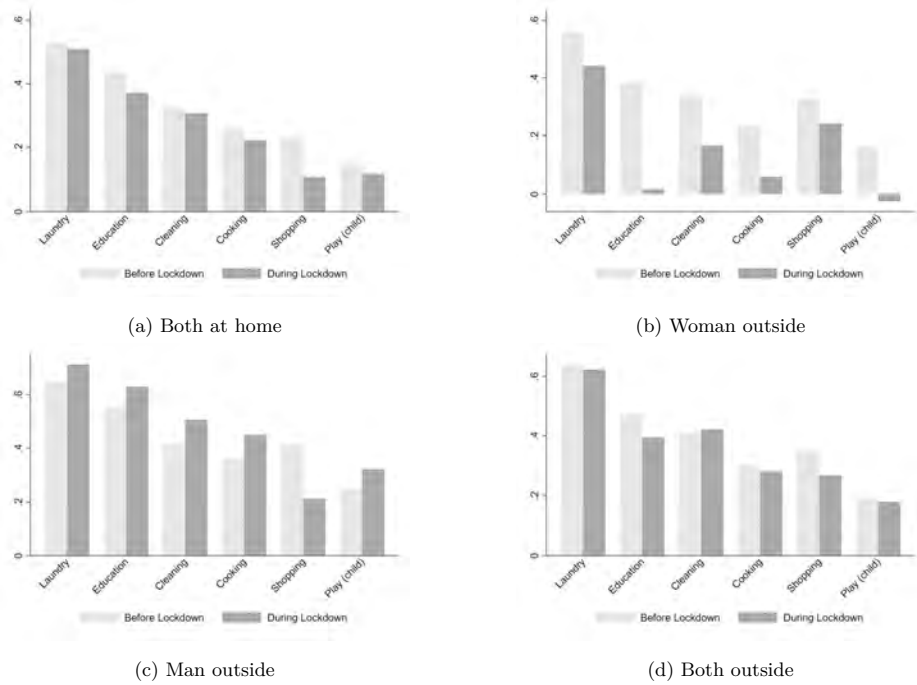 .6
.4
.2
0
Laundry
Education
Cleaning
Cooking
Shopping
Play (child)
Before Lockdown During Lockdown
(a) Both at home
.6
.4
.2
0
Laundry
Education
Cleaning
Cooking
Shopping
Play (child)
Before Lockdown During Lockdown
(b) Woman outside
.6
.4
.2
0
Laundry
Education
Cleaning
Cooking
Shopping
Play (child)
Before Lockdown During Lockdown
(c) Man outside
.6
.4
.2
0
Laundry
Education
Cleaning
Cooking
Shopping
Play (child)
Before Lockdown During Lockdown
(d) Both outside